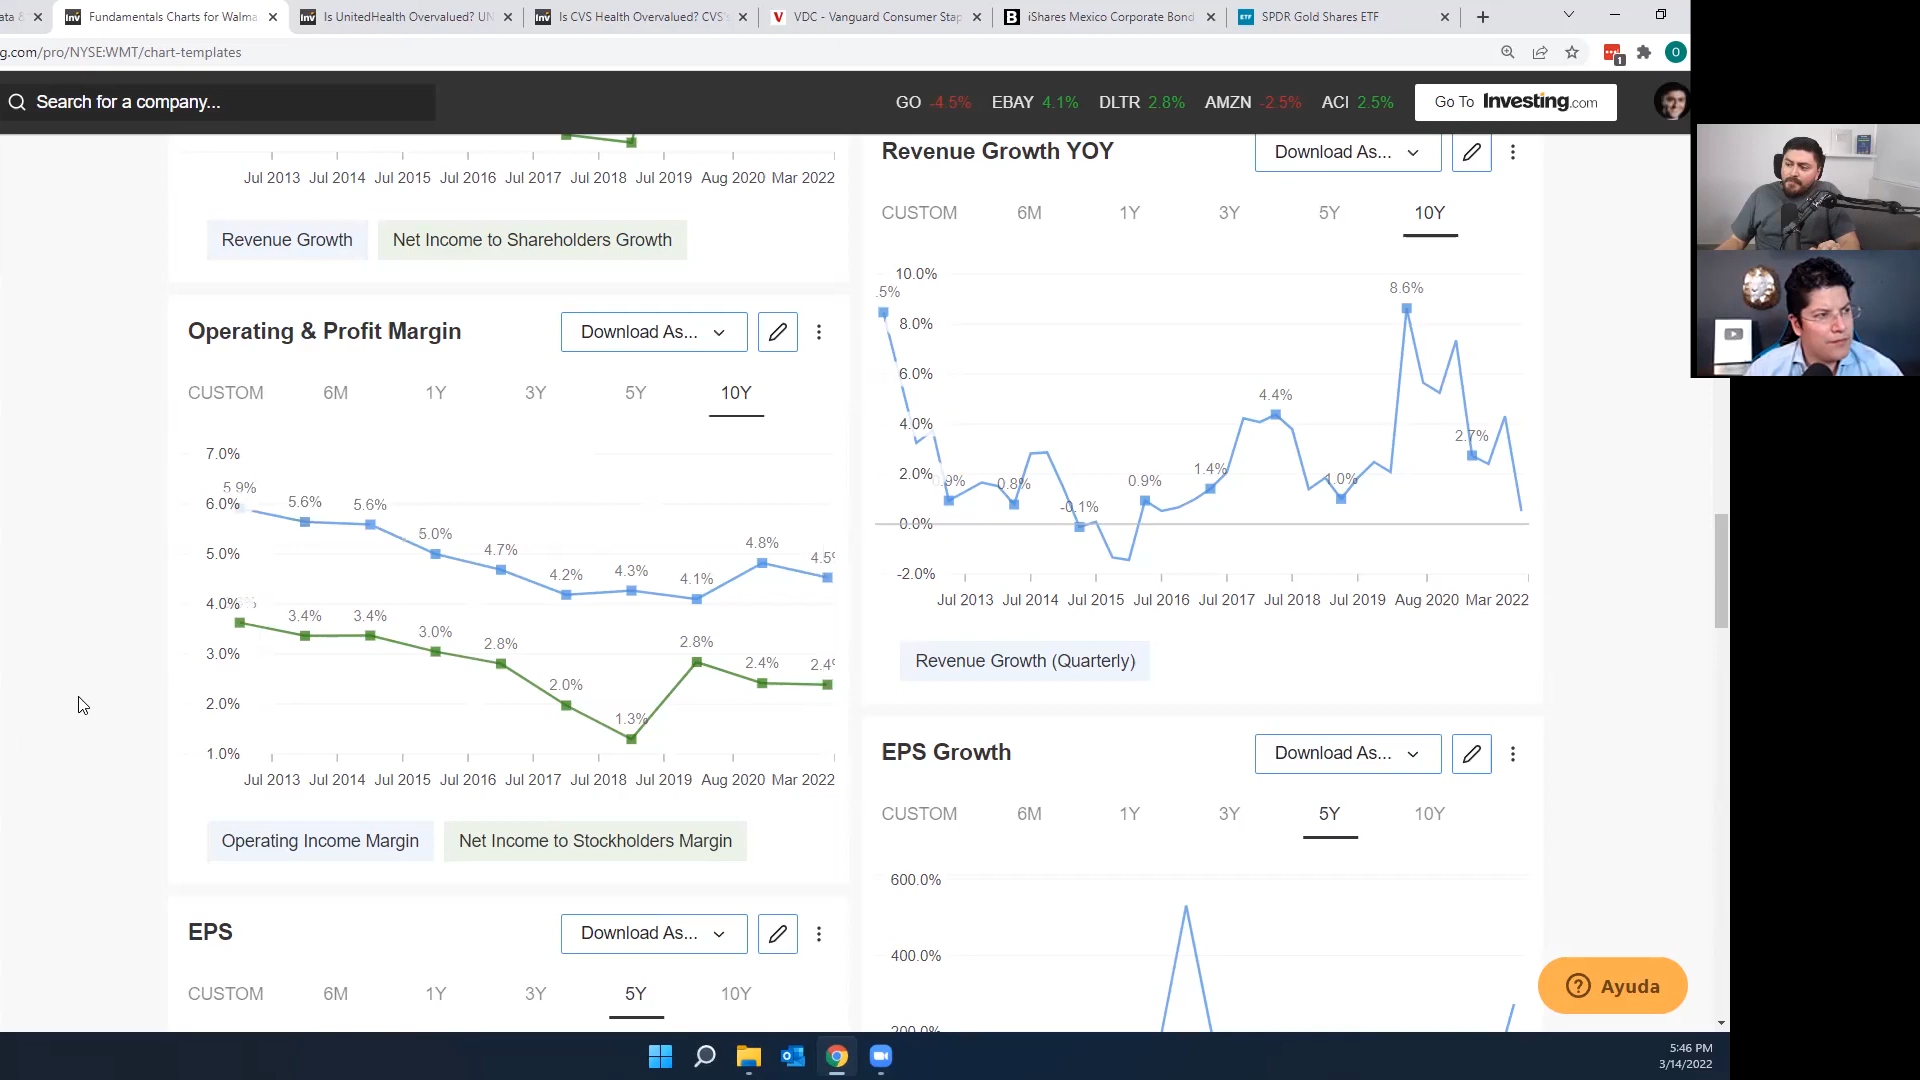 ata &
Fundamentals Charts for Walma
Is UnitedHealth Overvalued? UN
Is CVS Health Overvalued? CVS's
VDC - Vanguard Consumer Stap
iShares Mexico Corporate Bond
SPDR Gold Shares ETF
g.com/pro/NYSE:WMT/chart-templates
Search for a company...
GO -4.5% EBAY 4.1% DLTR 2.8% AMZN -2.5% ACI 2.5%
Go To Investing.com
Jul 2013 Jul 2014 Jul 2015 Jul 2016 Jul 2017 Jul 2018 Jul 2019 Aug 2020 Mar 2022
Revenue Growth
Net Income to Shareholders Growth
Operating & Profit Margin
Download As...
CUSTOM 6M 1Y 3Y 5Y 10Y
7.0%
6.0%
5.0%
4.0%
3.0%
2.0%
1.0%
5.9% 5.6% 5.6% 5.0% 4.7% 4.2% 4.3% 4.1% 4.8% 4.5
3.4% 3.4% 3.0% 2.8% 2.0% 1.3% 2.8% 2.4% 2.4
Jul 2013 Jul 2014 Jul 2015 Jul 2016 Jul 2017 Jul 2018 Jul 2019 Aug 2020 Mar 2022
Operating Income Margin
Net Income to Stockholders Margin
EPS
Download As...
CUSTOM 6M 1Y 3Y 5Y 10Y
Revenue Growth YOY
Download As...
CUSTOM 6M 1Y 3Y 5Y 10Y
10.0%
8.0%
6.0%
4.0%
2.0%
0.0%
-2.0%
.5% .9% 0.8% -0.1% 0.9% 1.4% 4.4% 1.0% 8.6% 2.7%
Jul 2013 Jul 2014 Jul 2015 Jul 2016 Jul 2017 Jul 2018 Jul 2019 Aug 2020 Mar 2022
Revenue Growth (Quarterly)
EPS Growth
Download As...
CUSTOM 6M 1Y 3Y 5Y 10Y
600.0%
400.0%
200.0%
Ayuda
5:46 PM
3/14/2022